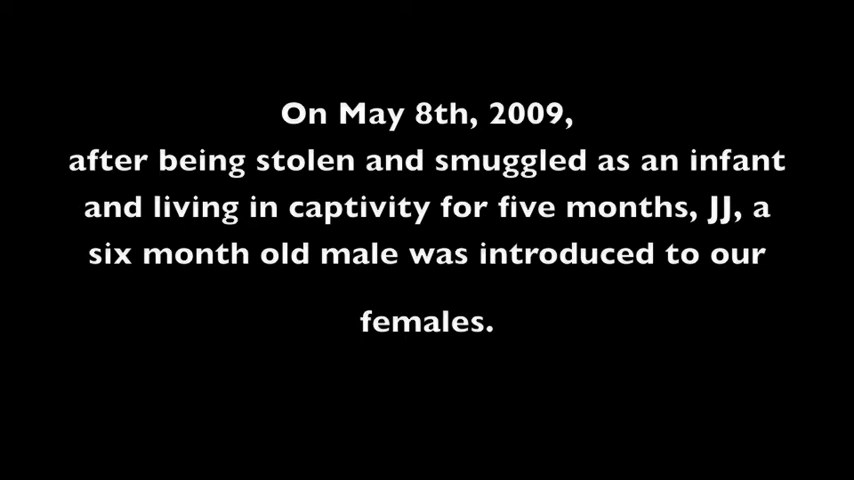 On May 8th, 2009,
after being stolen and smuggled as an infant
and living in captivity for five months, JJ, a
six month old male was introduced to our
females.